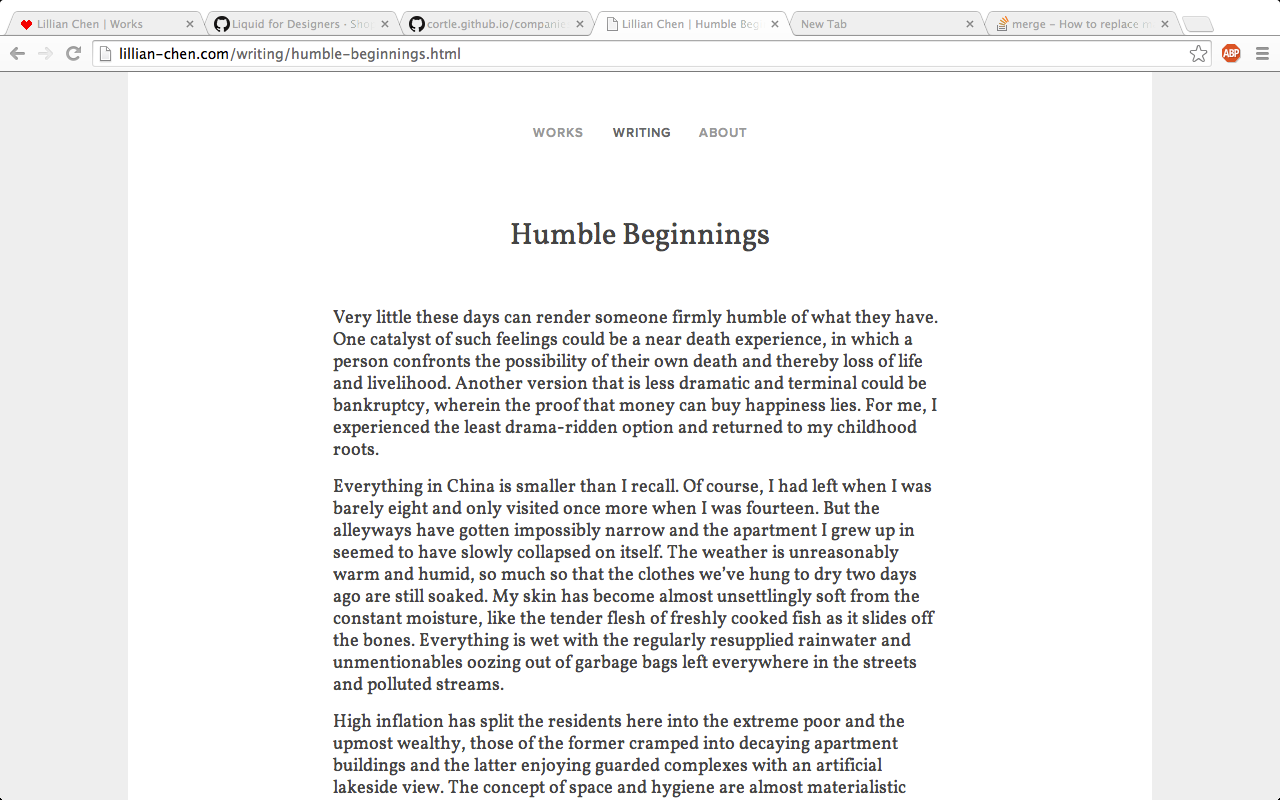 Lillian Chen | Works
Liquid for Designers · Sho
cortle.github.io/companie
Lillian Chen | Humble Beg
New Tab
merge - How to replace m
lillian-chen.com/writing/humble-beginnings.html
ABP
WORKS WRITING ABOUT
Humble Beginnings
Very little these days can render someone firmly humble of what they have.
One catalyst of such feelings could be a near death experience, in which a
person confronts the possibility of their own death and thereby loss of life
and livelihood. Another version that is less dramatic and terminal could be
bankruptcy, wherein the proof that money can buy happiness lies. For me, I
experienced the least drama-ridden option and returned to my childhood
roots.
Everything in China is smaller than I recall. Of course, I had left when I was
barely eight and only visited once more when I was fourteen. But the
alleyways have gotten impossibly narrow and the apartment I grew up in
seemed to have slowly collapsed on itself. The weather is unreasonably
warm and humid, so much so that the clothes we've hung to dry two days
ago are still soaked. My skin has become almost unsettlingly soft from the
constant moisture, like the tender flesh of freshly cooked fish as it slides off
the bones. Everything is wet with the regularly resupplied rainwater and
unmentionables oozing out of garbage bags left everywhere in the streets
and polluted streams.
High inflation has split the residents here into the extreme poor and the
upmost wealthy, those of the former cramped into decaying apartment
buildings and the latter enjoying guarded complexes with an artificial
lakeside view. The concept of space and hygiene are almost materialistic